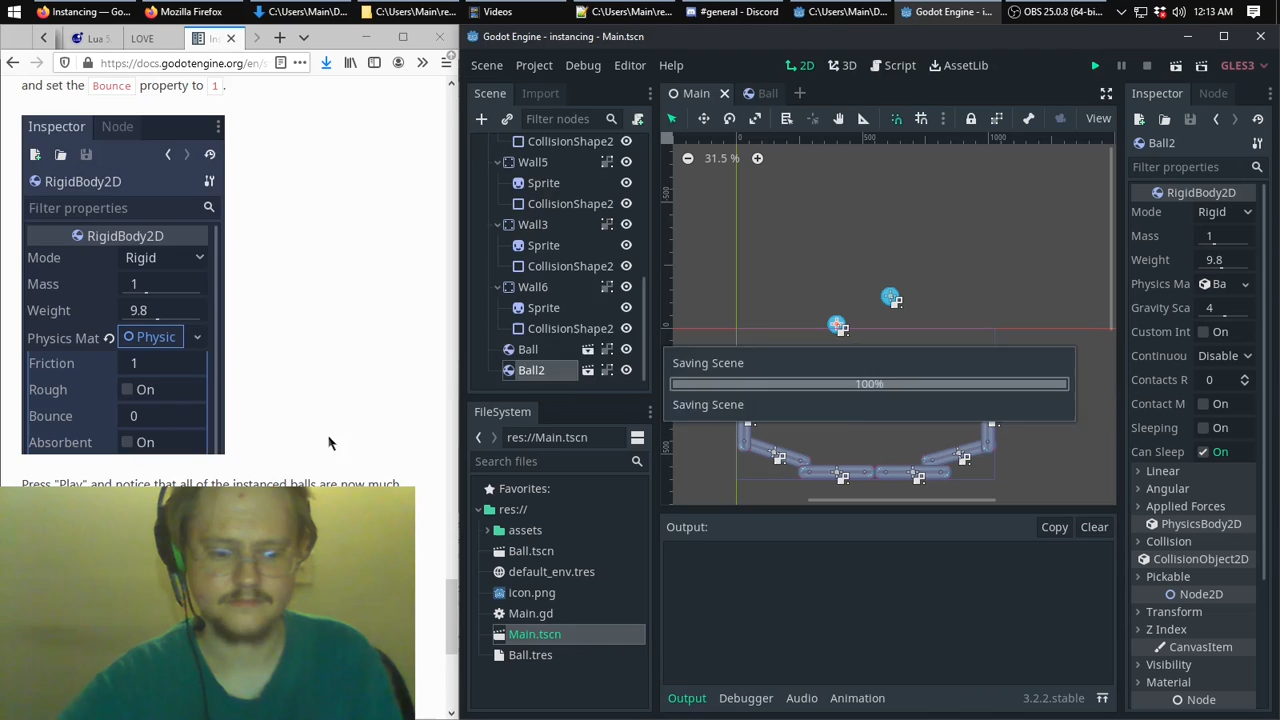 Instancing — Go...
Mozilla Firefox
C:\Users\Main\D...
C:\Users\Main\re...
Videos
C:\Users\Main\re...
#general - Discord
C:\Users\Main\D...
Godot Engine - i...
OBS 25.0.8 (64-bi...
12:13 AM
Lua 5
LOVE
Ins
https://docs.godotengine.org/en/s
and set the Bounce property to 1 .
Inspector
Node
RigidBody2D
Filter properties
RigidBody2D
Mode
Rigid
Mass
1
Weight
9.8
Physics Mat
Physic
Friction
1
Rough
On
Bounce
0
Absorbent
On
Press "Play" and notice that all of the instanced balls are now much
Godot Engine - instancing - Main.tscn
Scene
Project
Debug
Editor
Help
2D
3D
Script
AssetLib
GLES3
Scene
Import
Filter nodes
CollisionShape2
Wall5
Sprite
CollisionShape2
Wall3
Sprite
CollisionShape2
Wall6
Sprite
CollisionShape2
Ball
Ball2
FileSystem
res://Main.tscn
Search files
Favorites:
res://
assets
Ball.tscn
default_env.tres
icon.png
Main.gd
Main.tscn
Ball.tres
Main
Ball
View
0
500
1000
31.5 %
-500
0
500
Saving Scene
100%
Saving Scene
Output:
Copy
Clear
Output
Debugger
Audio
Animation
3.2.2.stable
Inspector
Node
Ball2
Filter properties
RigidBody2D
Mode
Rigid
Mass
1
Weight
9.8
Physics Ma
Ba
Gravity Sca
4
Custom Int
On
Continuou
Disable
Contacts R
0
Contact M
On
Sleeping
On
Can Sleep
On
Linear
Angular
Applied Forces
PhysicsBody2D
Collision
CollisionObject2D
Pickable
Node2D
Transform
Z Index
CanvasItem
Visibility
Material
Node